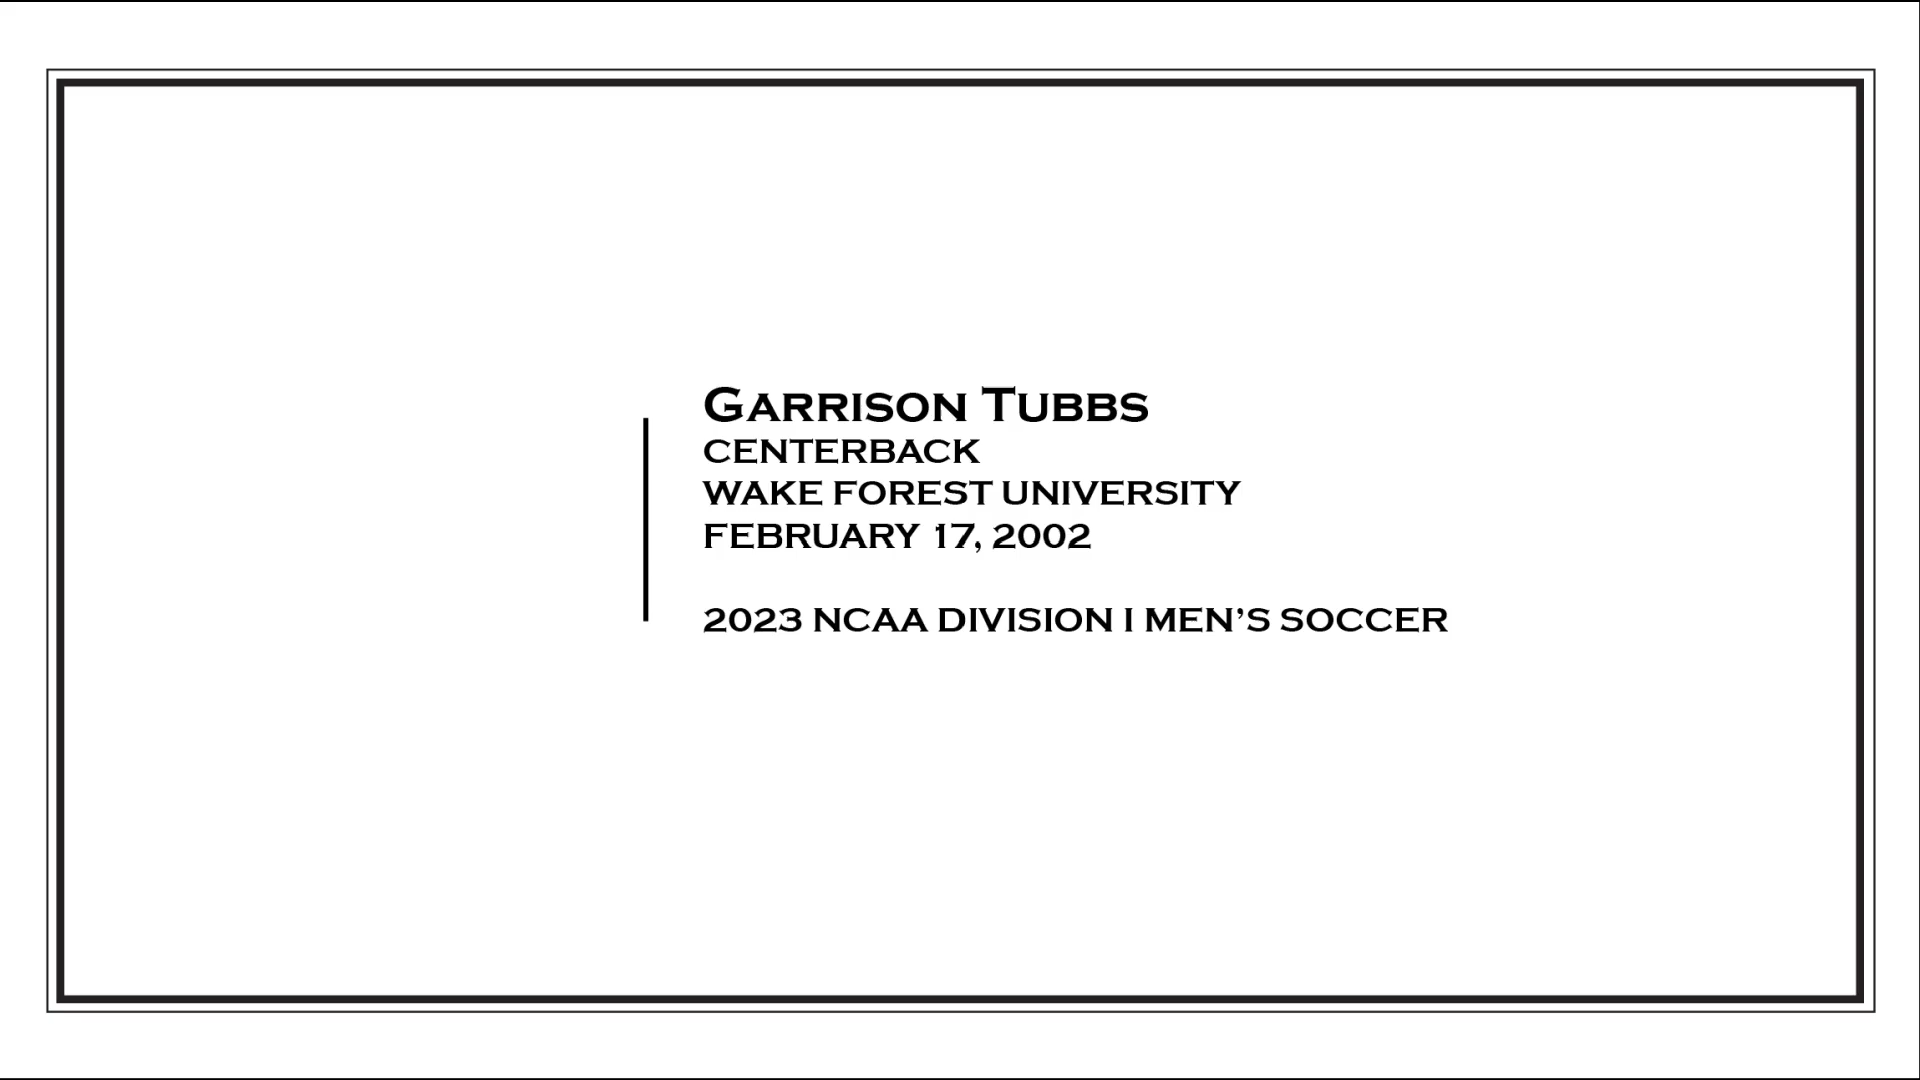 Garrison Tubbs
CENTERBACK
WAKE FOREST UNIVERSITY
FEBRUARY 17, 2002
2023 NCAA DIVISION I MEN’S SOCCER